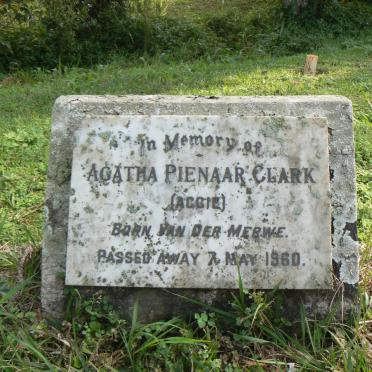 In Memory of
Agatha Pienaar Clark
(Aggie)
Born Van Der Merwe.
Passed away 7 May 1960.